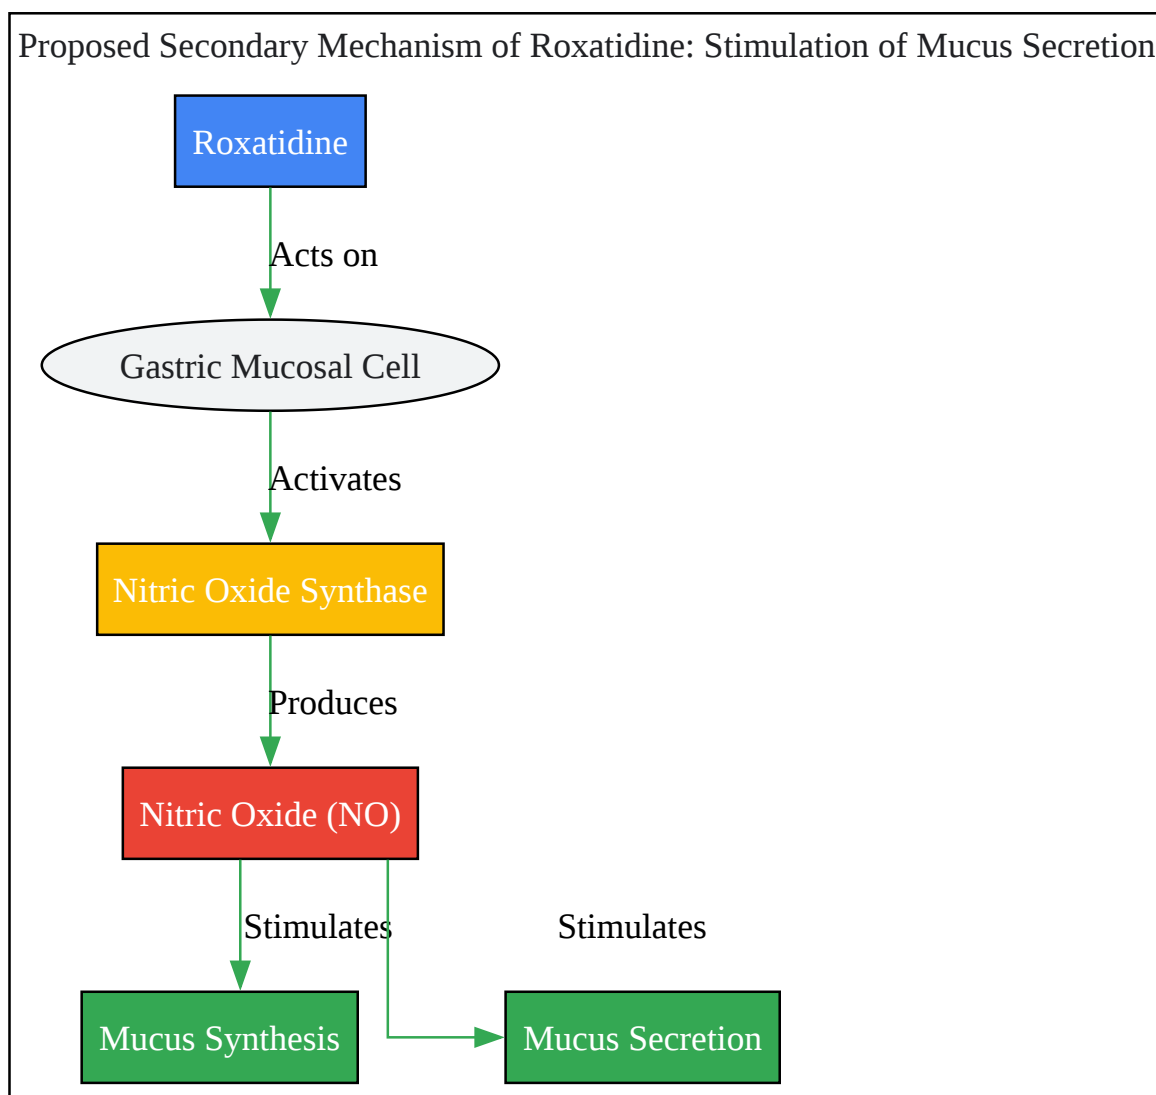 Proposed Secondary Mechanism of Roxatidine: Stimulation of Mucus Secretion
Roxatidine
Acts on
Gastric Mucosal Cell
Activates
Nitric Oxide Synthase
Produces
Nitric Oxide (NO)
Stimulates
Stimulates
Mucus Synthesis
Mucus Secretion